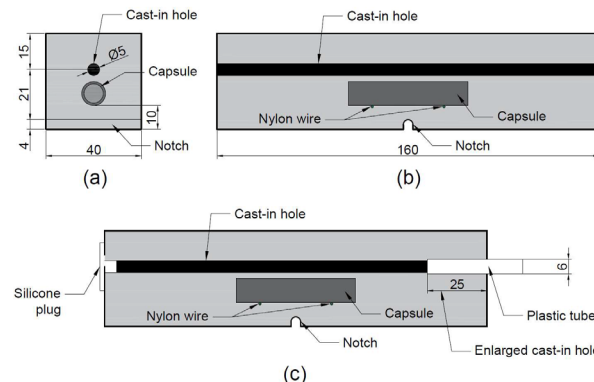 Cast-in hole
Ø5
Capsule
15
21
4
10
Notch
40
(a)
Cast-in hole
Nylon wire
Capsule
Notch
160
(b)
Cast-in hole
Silicone
plug
Nylon wire
Capsule
Notch
25
6
Plastic tube
Enlarged cast-in hole
(c)